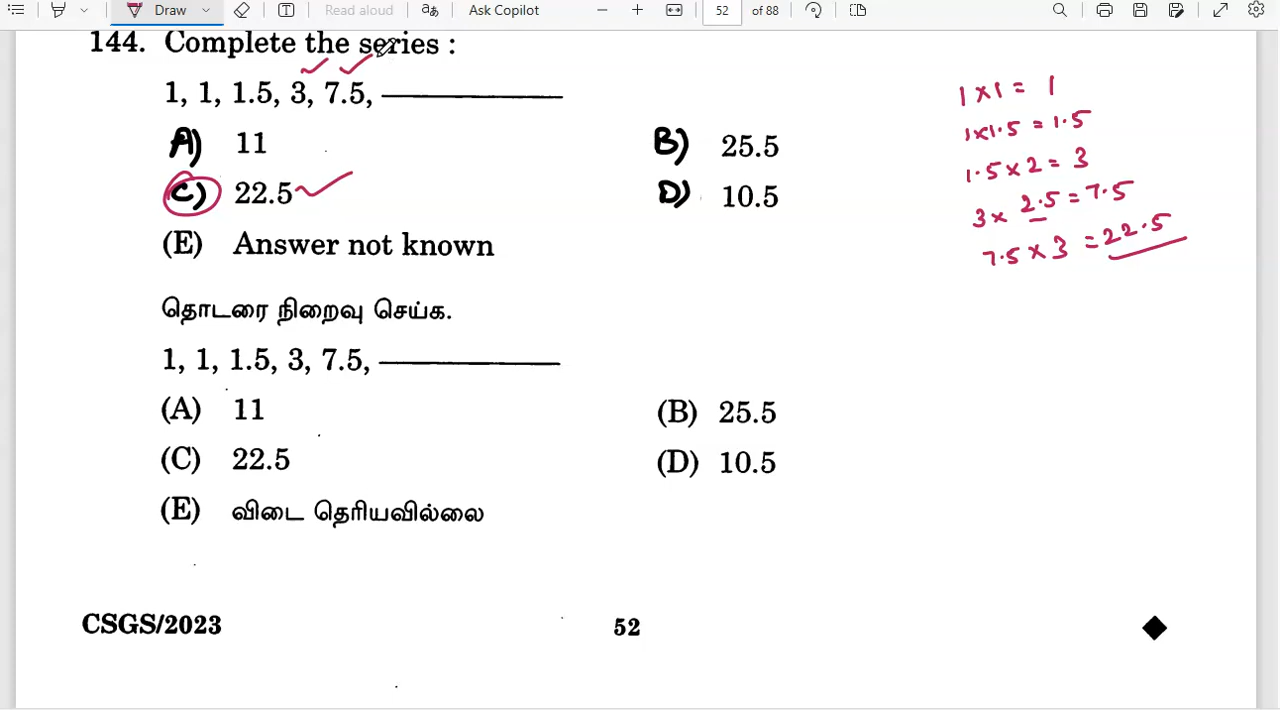 Draw
Read aloud
Ask Copilot
52 of 88
144. Complete the series :
1, 1, 1.5, 3, 7.5,
A) 11
B) 25.5
C) 22.5
D) 10.5
(E) Answer not known
1×1= 1
1×1.5 =1.5
1.5×2= 3
3× 2.5=7.5
7.5×3 =22.5
தொடரை நிறைவு செய்க.
1, 1, 1.5, 3, 7.5,
(A) 11
(B) 25.5
(C) 22.5
(D) 10.5
(E) விடை தெரியவில்லை
CSGS/2023
52